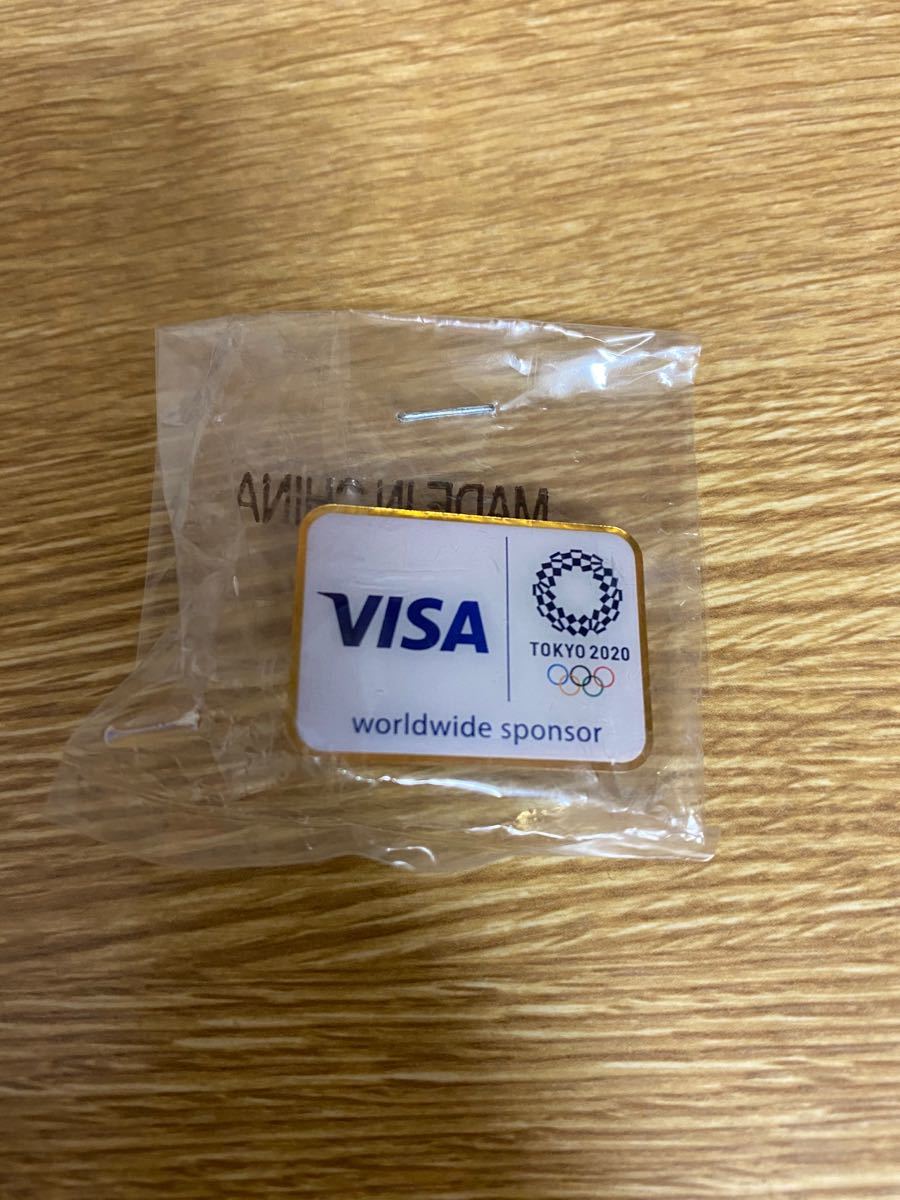 MADE IN CHINA
VISA
TOKYO 2020
worldwide sponsor